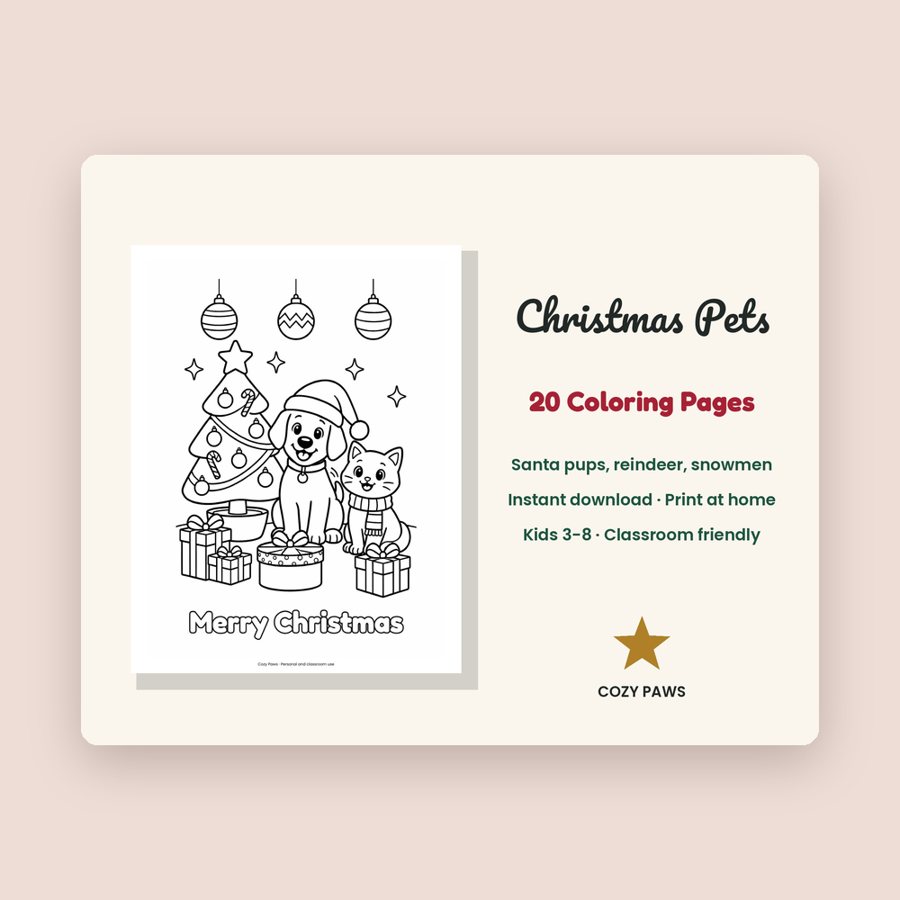 Merry Christmas
Cozy Paws · Personal and classroom use
Christmas Pets
20 Coloring Pages
Santa pups, reindeer, snowmen
Instant download · Print at home
Kids 3-8 · Classroom friendly
COZY PAWS